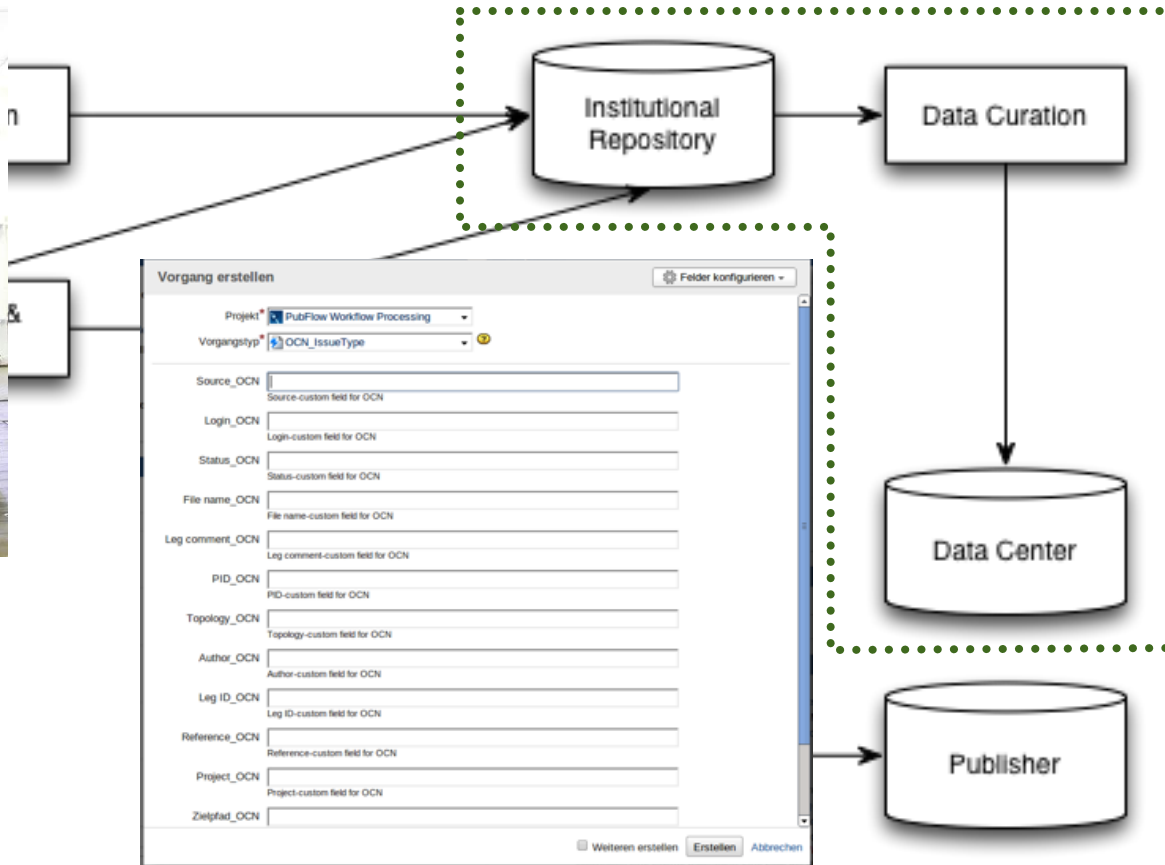 n
Institutional
Repository
Data Curation
&
Vorgang erstellen
Felder konfigurieren
Projekt* PubFlow Workflow Processing
Vorgangstyp* OCN_IssueType ?
Source_OCN
Source-custom field for OCN
Login_OCN
Login-custom field for OCN
Status_OCN
Status-custom field for OCN
File name_OCN
File name-custom field for OCN
Leg comment_OCN
Leg comment-custom field for OCN
PID_OCN
PID-custom field for OCN
Topology_OCN
Topology-custom field for OCN
Author_OCN
Author-custom field for OCN
Leg ID_OCN
Leg ID-custom field for OCN
Reference_OCN
Reference-custom field for OCN
Project_OCN
Project-custom field for OCN
Zielpfad_OCN
Weiteren erstellen Erstellen Abbrechen
Data Center
Publisher